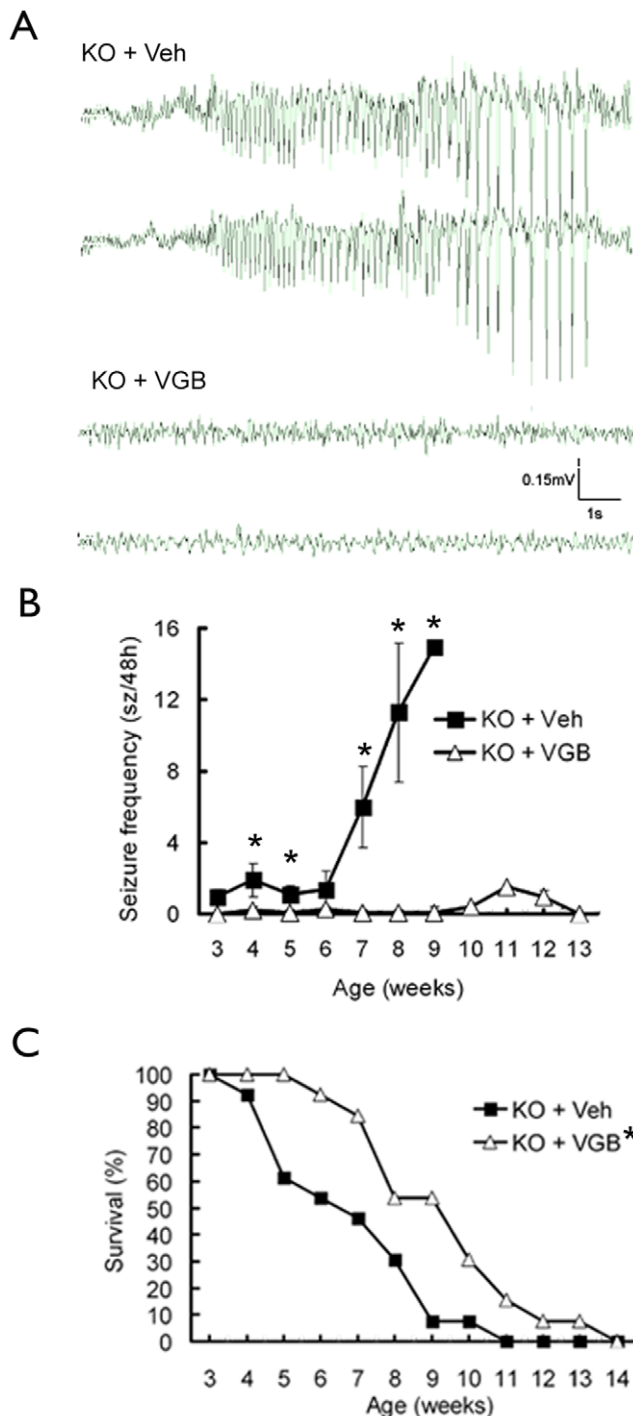 A
KO + Veh
KO + VGB
0.15mV
1s
B
Seizure frequency (sz/48h)
16
12
8
4
0
* * * * *
KO + Veh
KO + VGB
3 4 5 6 7 8 9 10 11 12 13
Age (weeks)
C
Survival (%)
100
90
80
70
60
50
40
30
20
10
0
KO + Veh
KO + VGB*
3 4 5 6 7 8 9 10 11 12 13 14
Age (weeks)